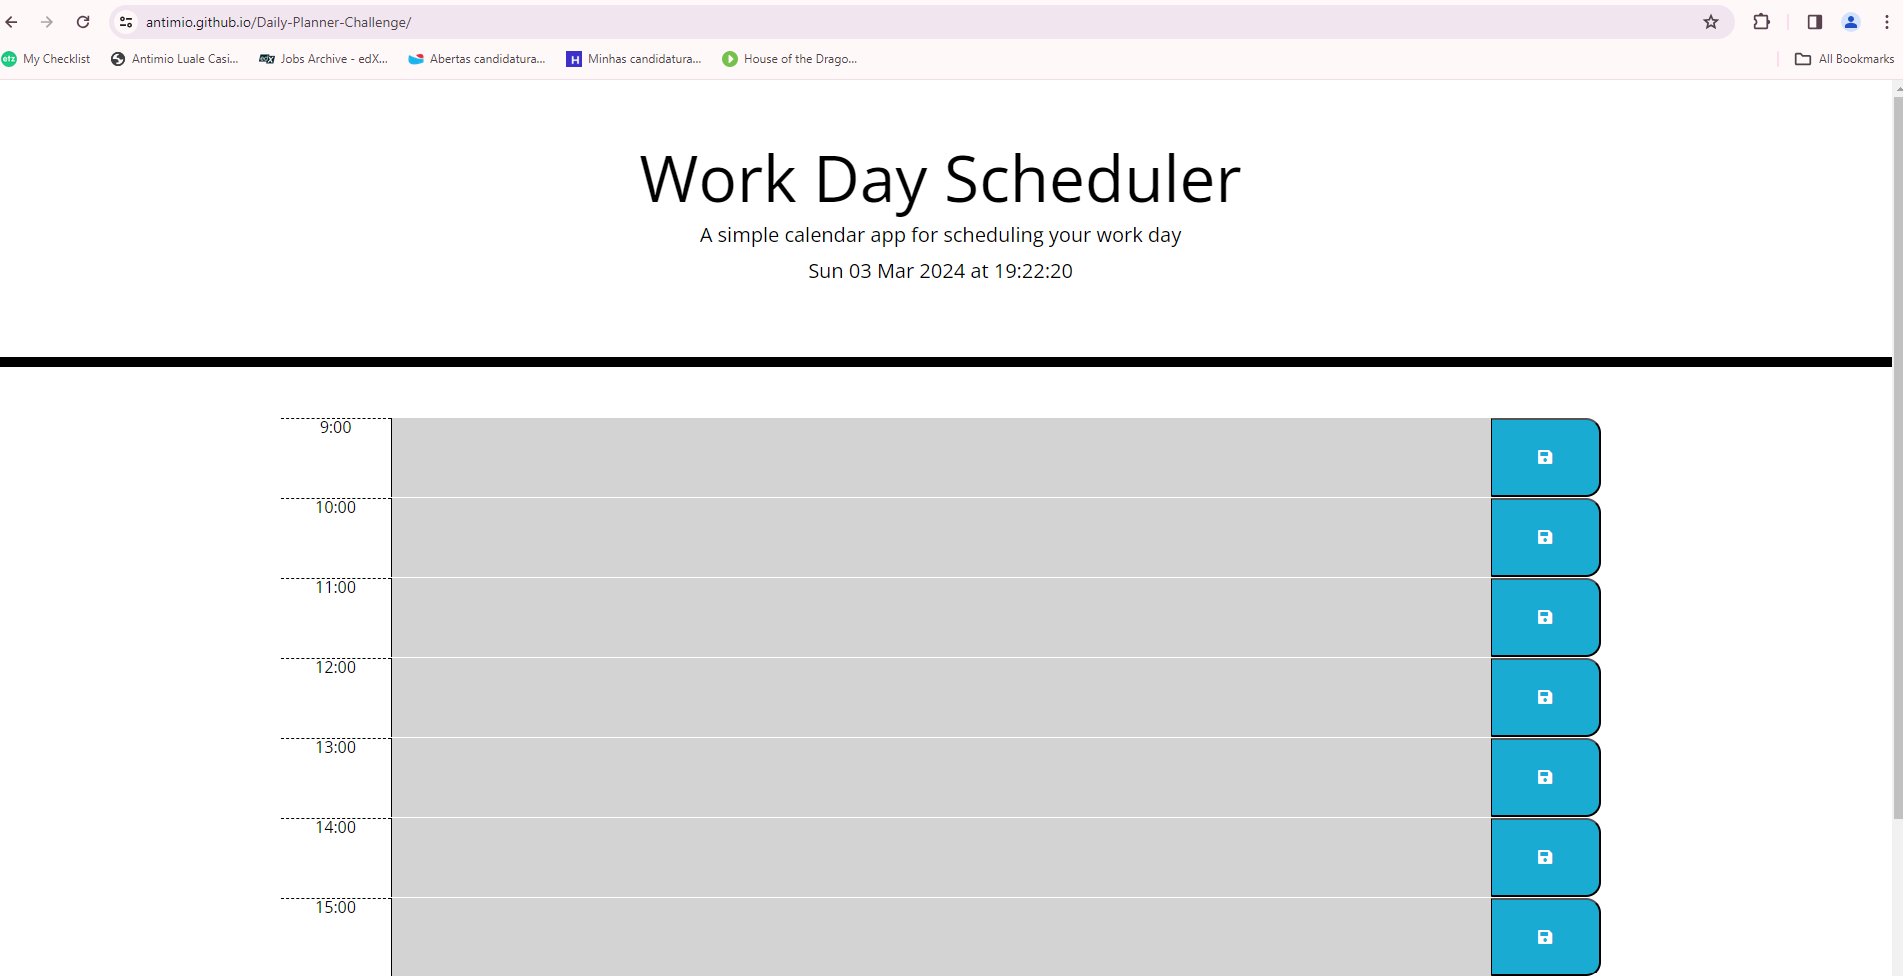 antimio.github.io/Daily-Planner-Challenge/
My Checklist Antimio Luale Casi... Jobs Archive - edX... Abertas candidatura... Minhas candidatura... House of the Drago... All Bookmarks
Work Day Scheduler
A simple calendar app for scheduling your work day
Sun 03 Mar 2024 at 19:22:20
9:00
10:00
11:00
12:00
13:00
14:00
15:00